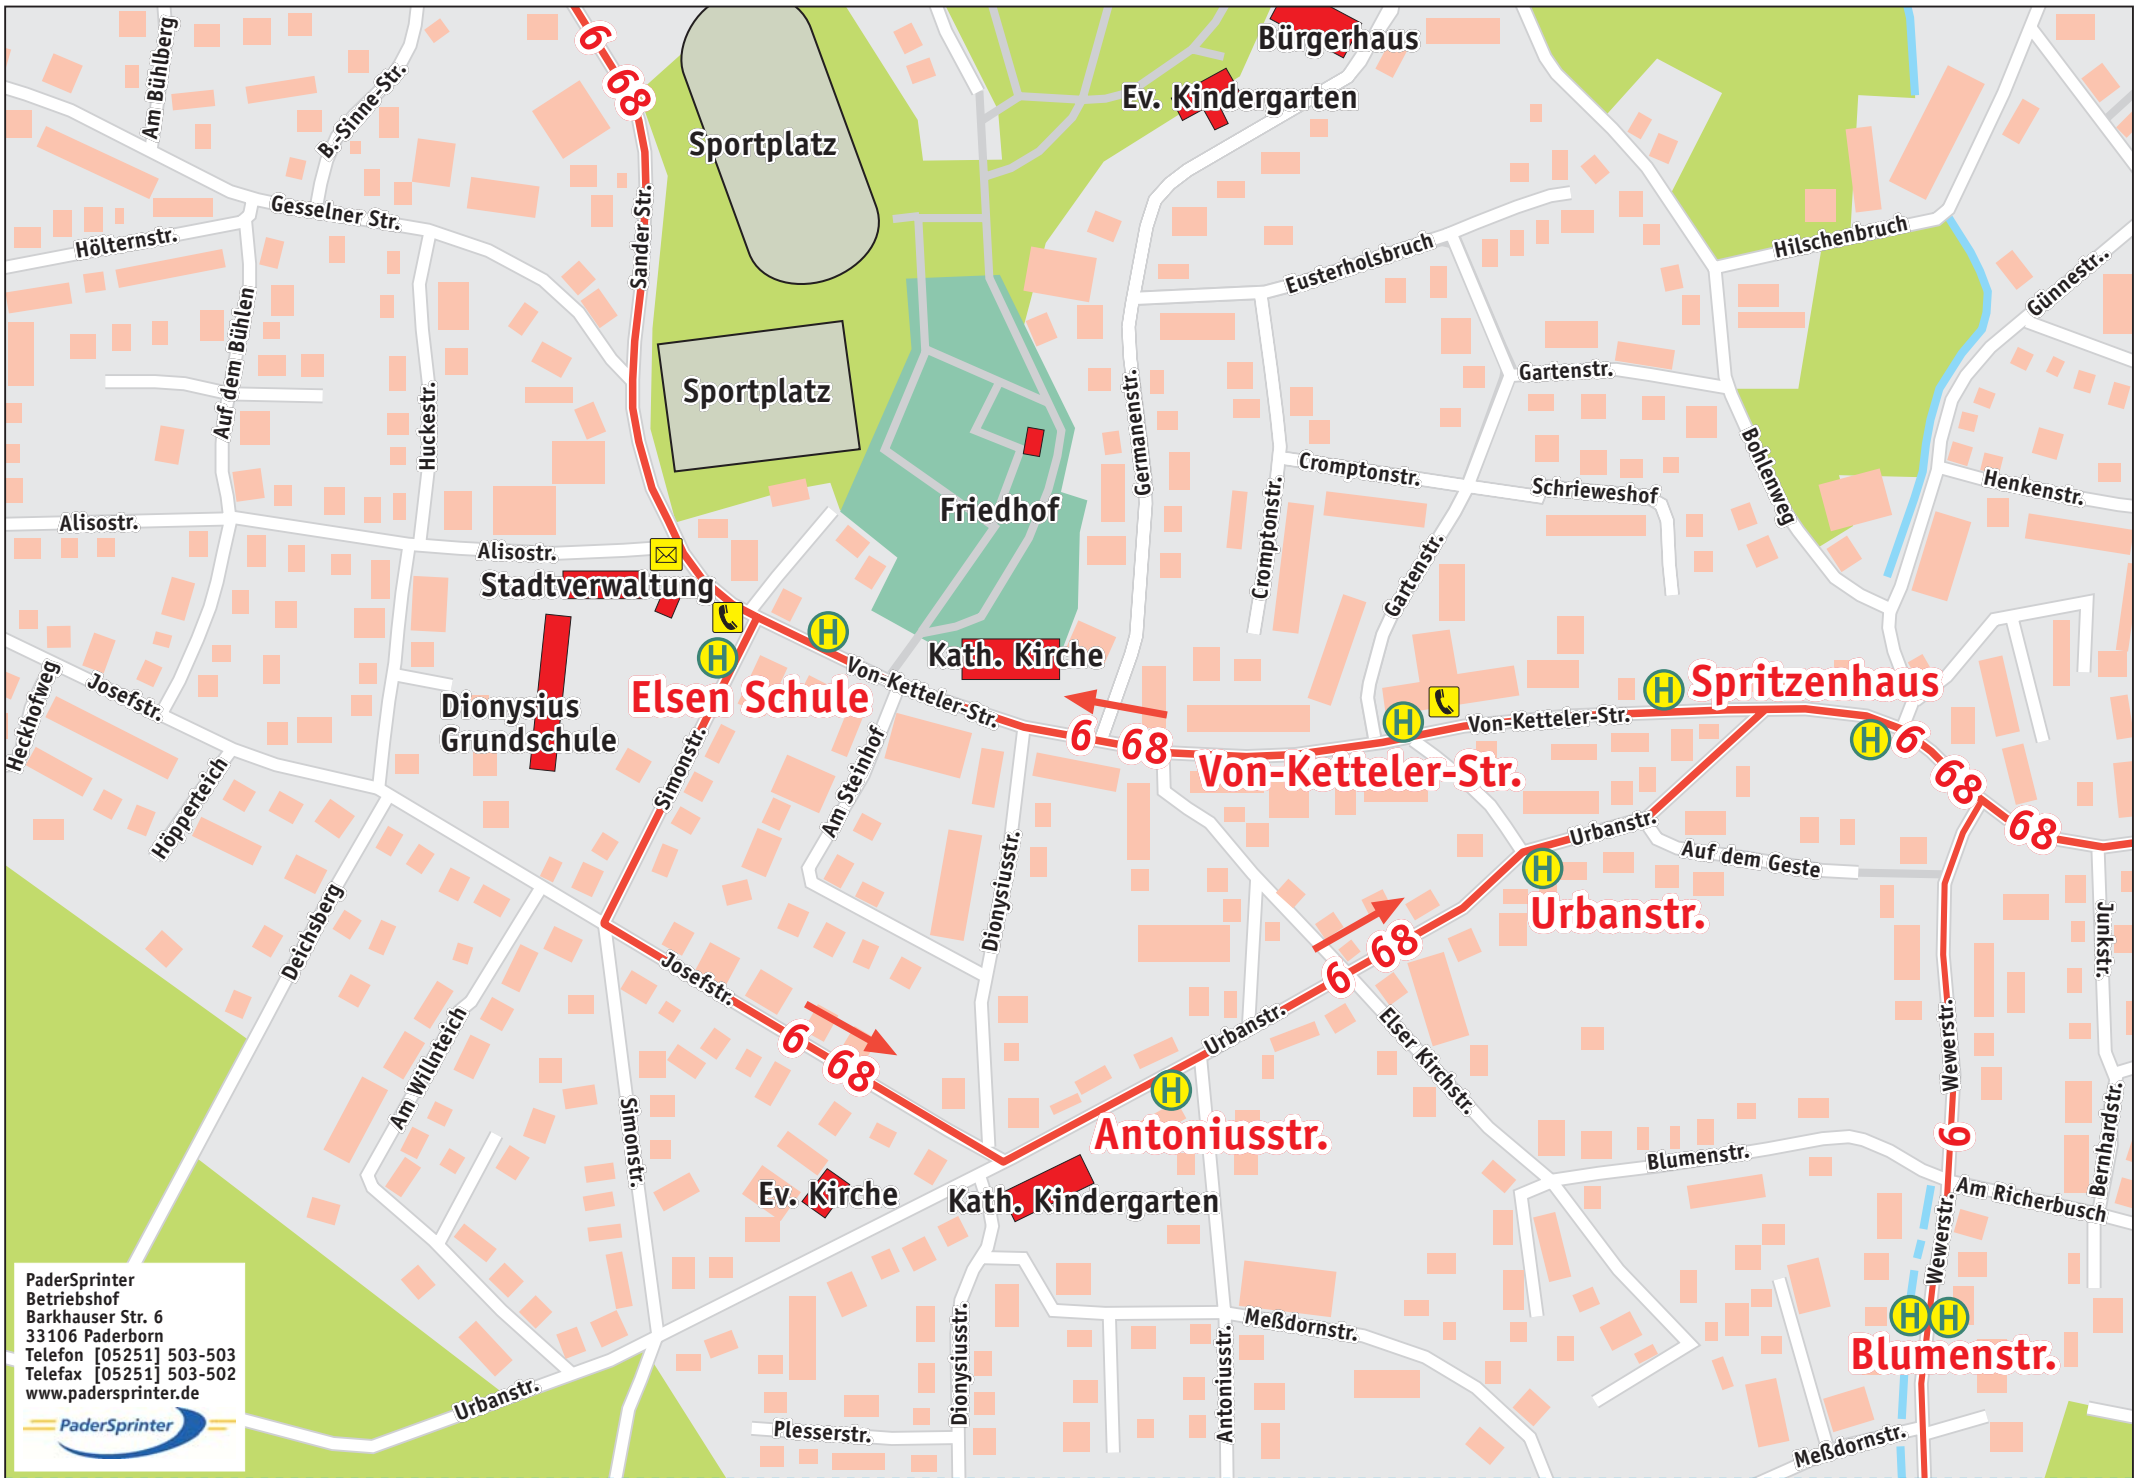 6
68
Am Bühlberg
B.-Sinne-Str.
Sportplatz
Bürgerhaus
Ev. Kindergarten
Gesselner Str.
Hölternstr.
Sander Str.
Eusterholsbruch
Hilschenbruch
Günnestr..
Auf dem Bühlen
Huckestr.
Sportplatz
Germanenstr.
Gartenstr.
Bohlenweg
Cromptonstr.
Schrieweshof
Henkenstr.
Friedhof
Cromptonstr.
Gartenstr.
Alisostr.
Alisostr.
Stadtverwaltung
H
H
Kath. Kirche
Von-Ketteler-Str.
Elsen Schule
Dionysius
Grundschule
Heckhofweg
Josefstr.
Höpperteich
Simonstr.
Am Steinhof
6
68
H
Von-Ketteler-Str.
Von-Ketteler-Str.
H
Spritzenhaus
H
6
68
68
Urbanstr.
Auf dem Geste
H
Urbanstr.
Dionysiusstr.
Deichsberg
Josefstr.
6
68
Am Willnteich
Simonstr.
6
68
Urbanstr.
Elser Kirchstr.
H
Antoniusstr.
Junkstr.
Wewerstr.
6
Bernhardstr.
Blumenstr.
Am Richerbusch
Wewerstr.
Ev. Kirche
Kath. Kindergarten
H
H
Blumenstr.
Meßdornstr.
Dionysiusstr.
Antoniusstr.
Plesserstr.
Urbanstr.
Meßdornstr.
PaderSprinter
Betriebshof
Barkhauser Str. 6
33106 Paderborn
Telefon [05251] 503-503
Telefax [05251] 503-502
www.padersprinter.de
PaderSprinter